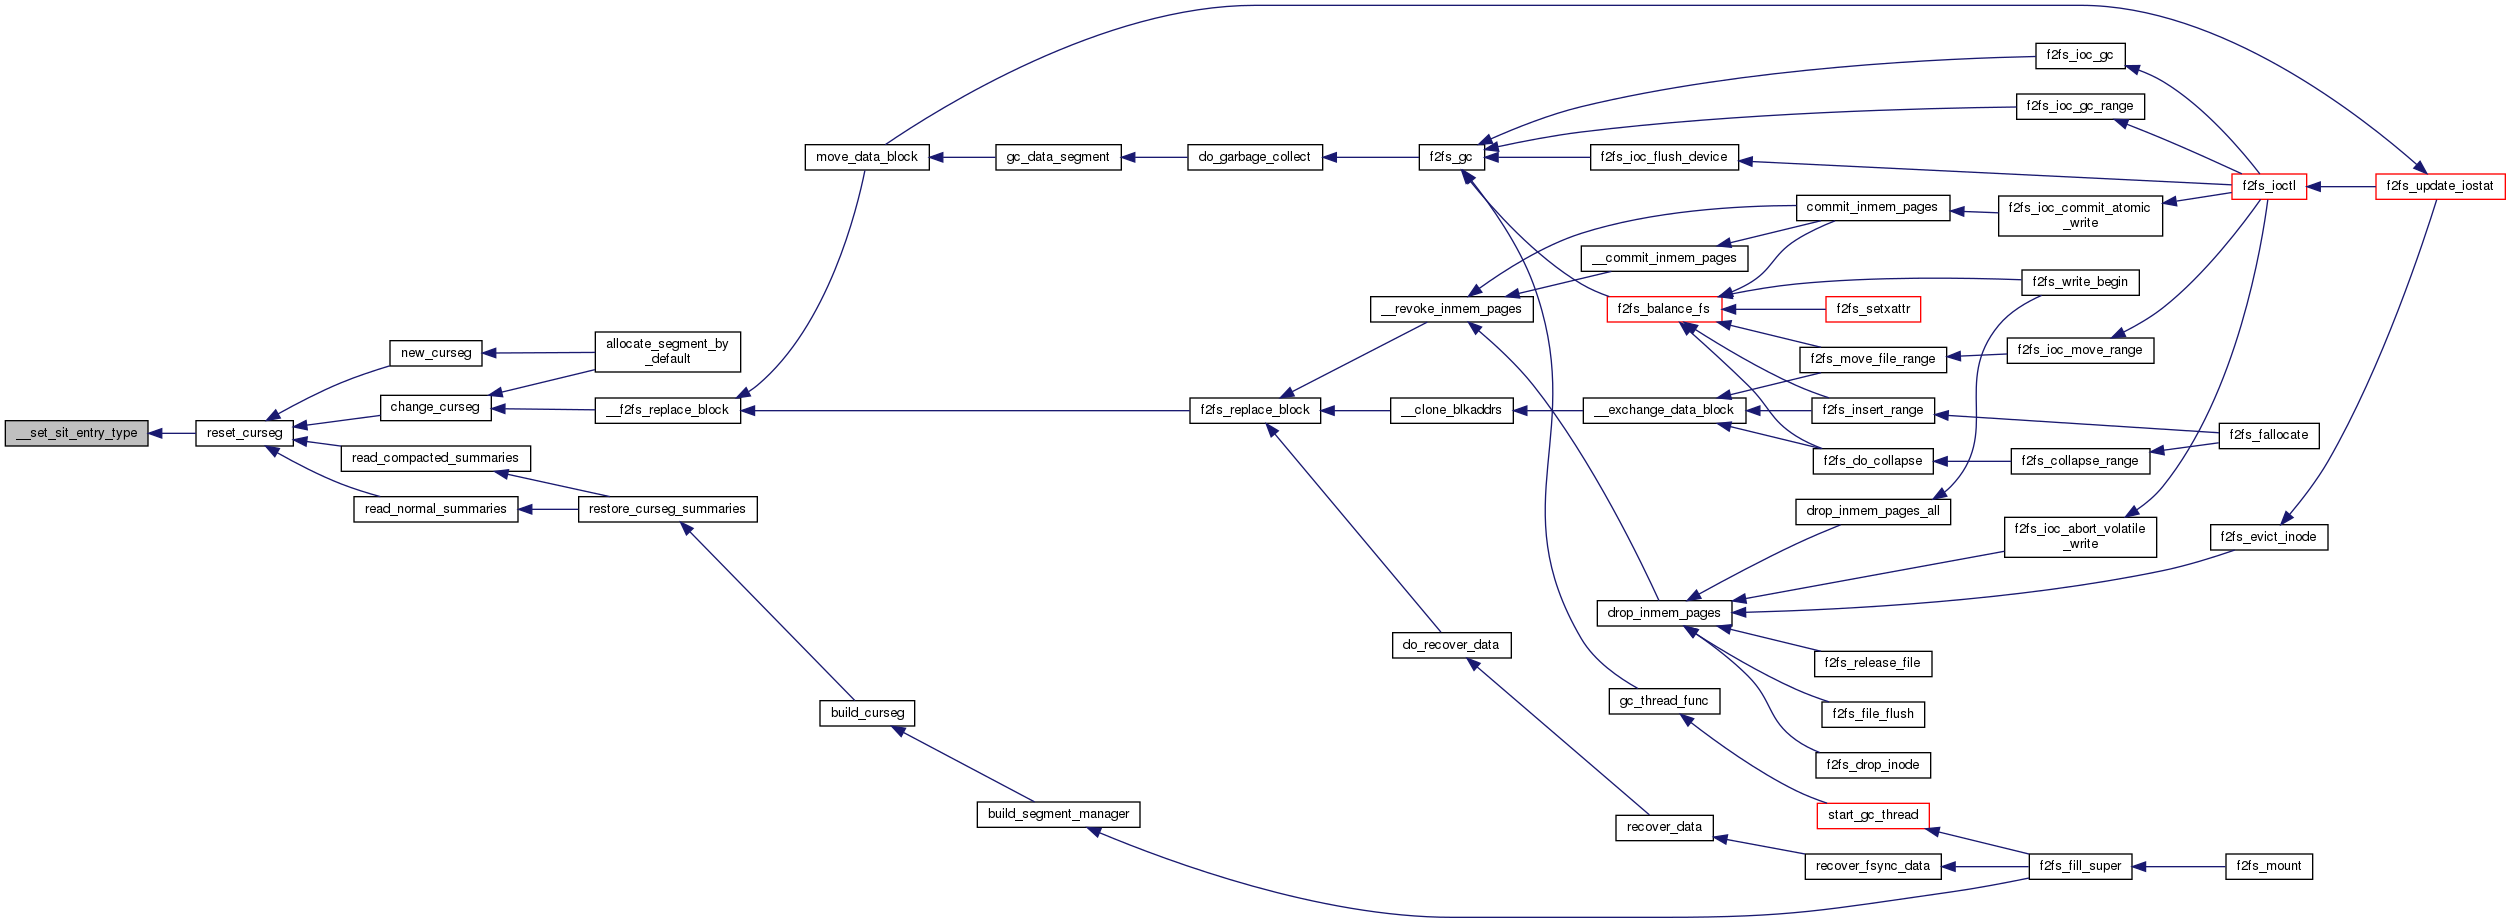 __set_sit_entry_type
reset_curseg
new_curseg
change_curseg
read_compacted_summaries
read_normal_summaries
allocate_segment_by
_default
__f2fs_replace_block
restore_curseg_summaries
move_data_block
build_curseg
gc_data_segment
build_segment_manager
do_garbage_collect
f2fs_replace_block
f2fs_gc
__revoke_inmem_pages
__clone_blkaddrs
do_recover_data
f2fs_ioc_flush_device
__commit_inmem_pages
f2fs_balance_fs
__exchange_data_block
drop_inmem_pages
gc_thread_func
recover_data
commit_inmem_pages
f2fs_setxattr
f2fs_move_file_range
f2fs_insert_range
f2fs_do_collapse
drop_inmem_pages_all
f2fs_release_file
f2fs_file_flush
f2fs_drop_inode
start_gc_thread
recover_fsync_data
f2fs_ioc_gc
f2fs_ioc_gc_range
f2fs_ioc_commit_atomic
_write
f2fs_write_begin
f2fs_ioc_move_range
f2fs_collapse_range
f2fs_ioc_abort_volatile
_write
f2fs_fill_super
f2fs_ioctl
f2fs_fallocate
f2fs_evict_inode
f2fs_mount
f2fs_update_iostat